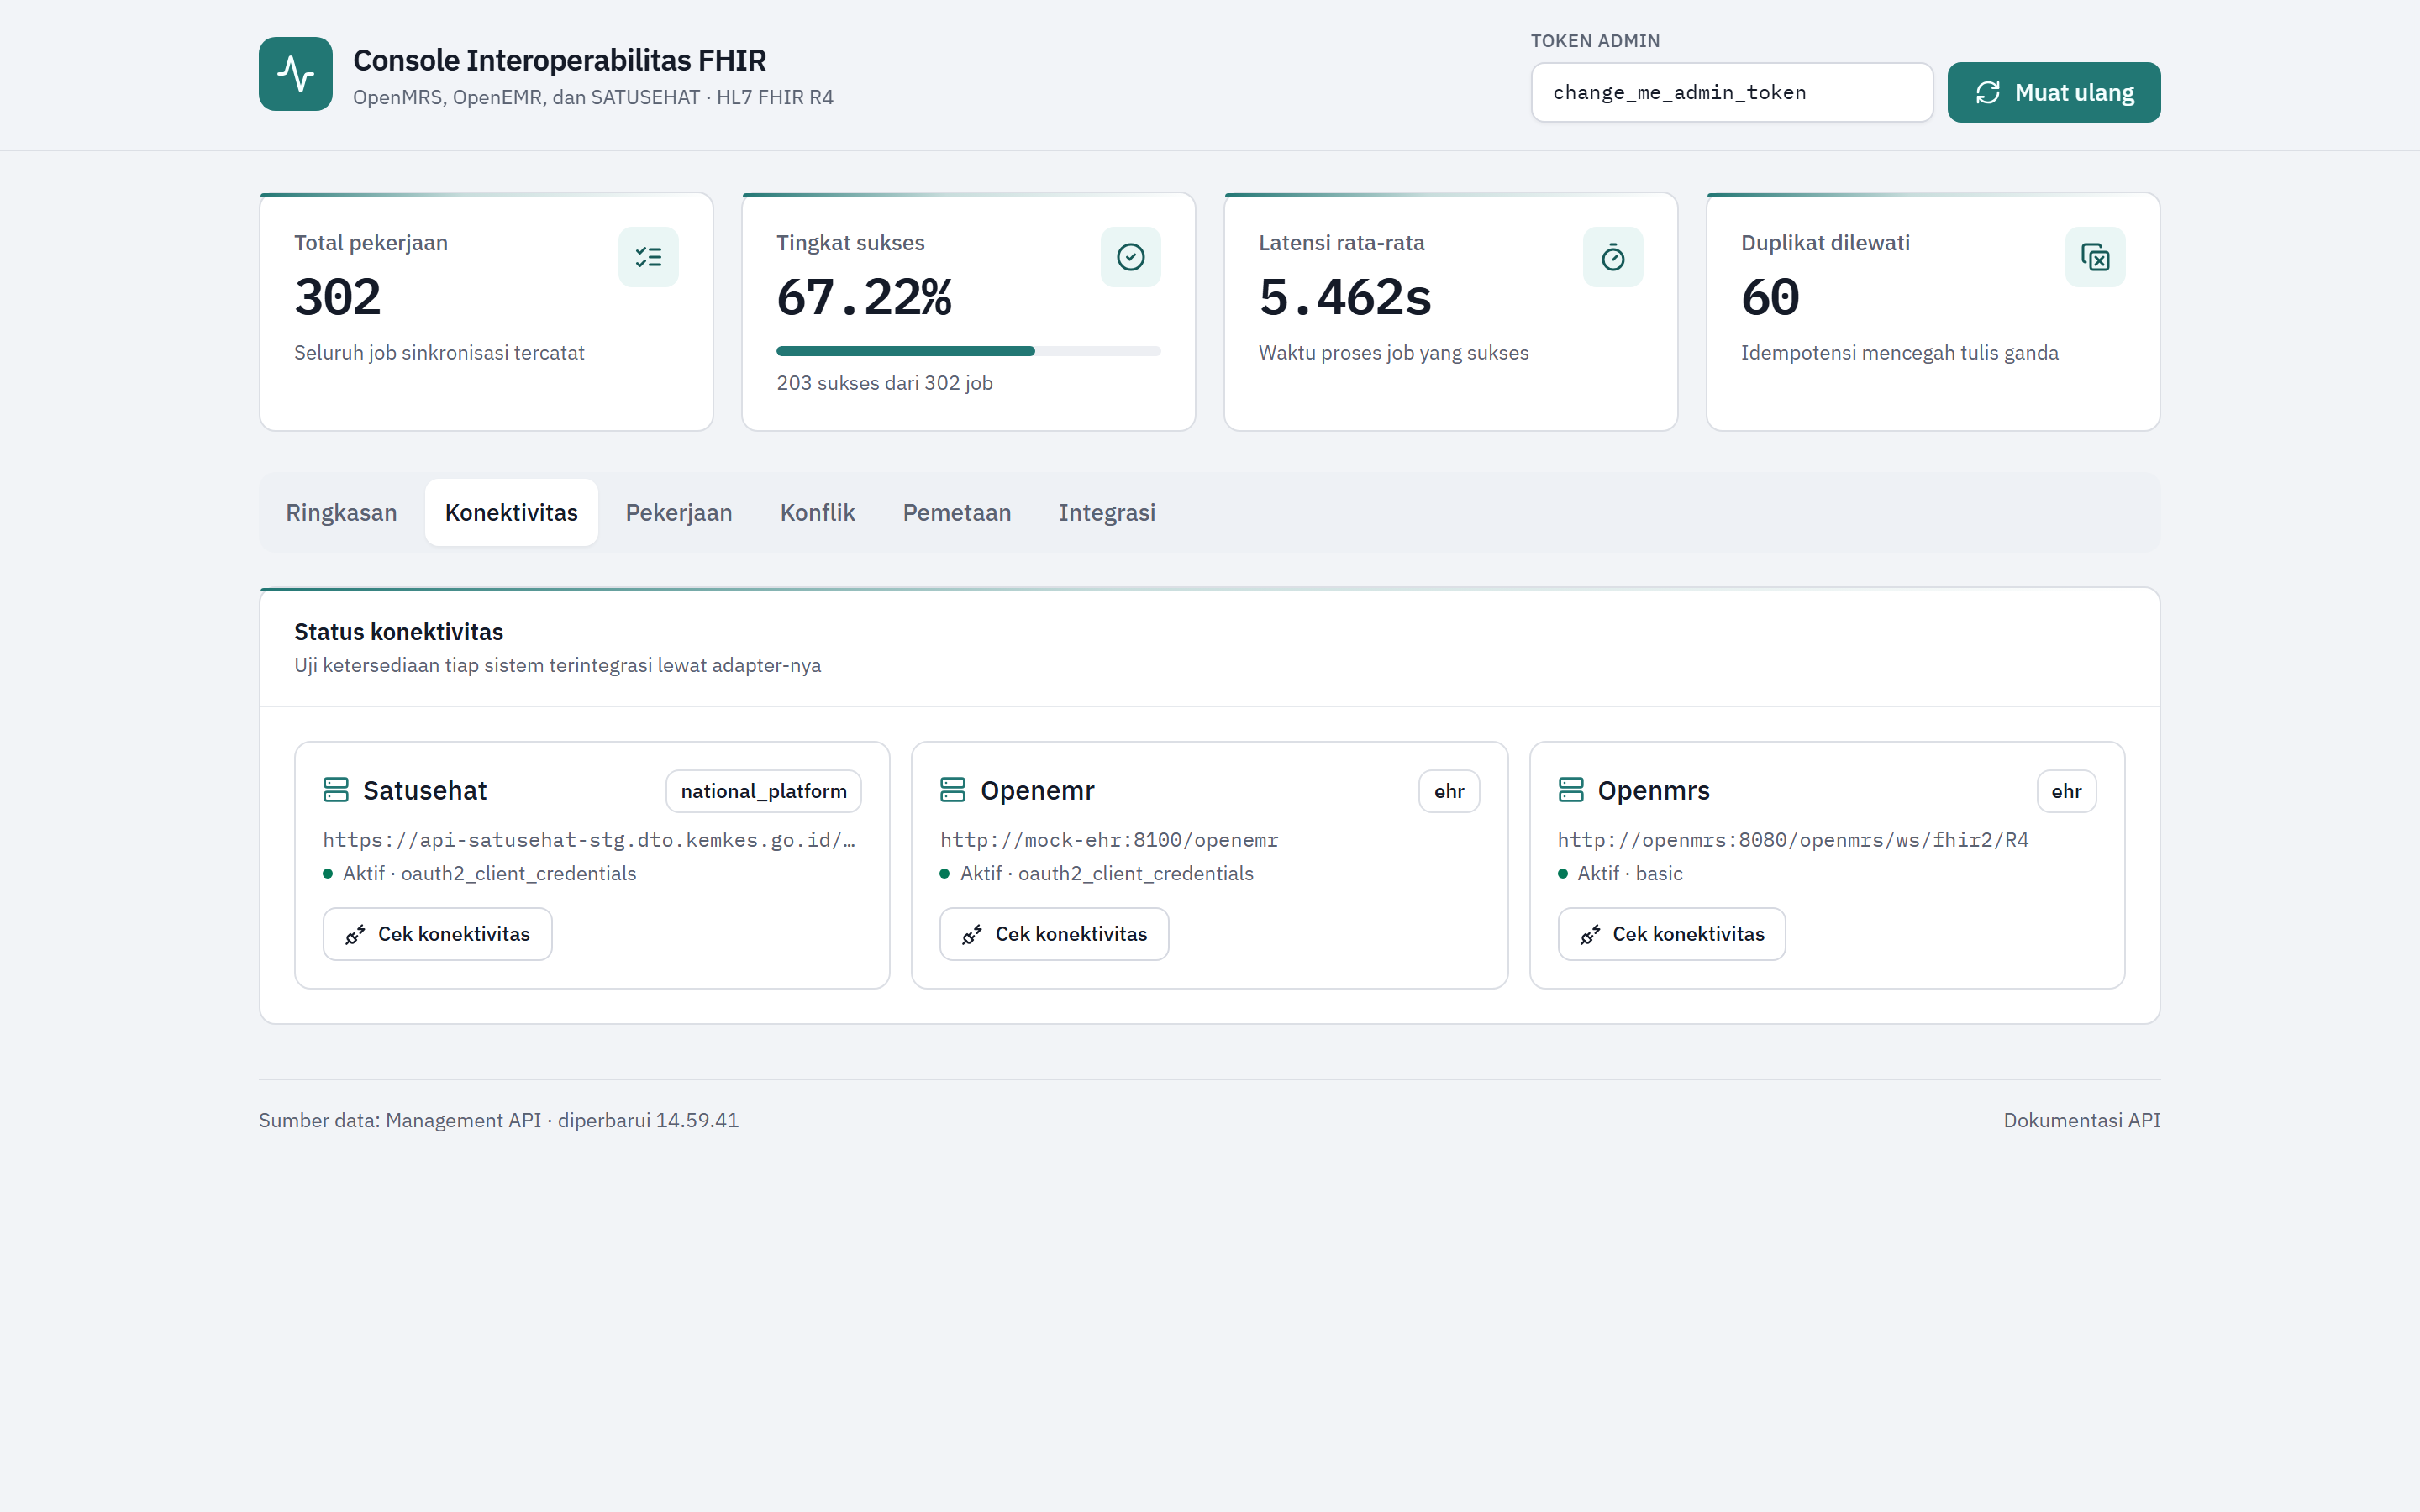 Console Interoperabilitas FHIR
OpenMRS, OpenEMR, dan SATUSEHAT · HL7 FHIR R4
TOKEN ADMIN
change_me_admin_token
Muat ulang
Total pekerjaan
302
Seluruh job sinkronisasi tercatat
Tingkat sukses
67.22%
203 sukses dari 302 job
Latensi rata-rata
5.462s
Waktu proses job yang sukses
Duplikat dilewati
60
Idempotensi mencegah tulis ganda
Ringkasan Konektivitas Pekerjaan Konflik Pemetaan Integrasi
Status konektivitas
Uji ketersediaan tiap sistem terintegrasi lewat adapter-nya
Satusehat national_platform
https://api-satusehat-stg.dto.kemkes.go.id/…
Aktif · oauth2_client_credentials
Cek konektivitas
Openemr ehr
http://mock-ehr:8100/openemr
Aktif · oauth2_client_credentials
Cek konektivitas
Openmrs ehr
http://openmrs:8080/openmrs/ws/fhir2/R4
Aktif · basic
Cek konektivitas
Sumber data: Management API · diperbarui 14.59.41
Dokumentasi API